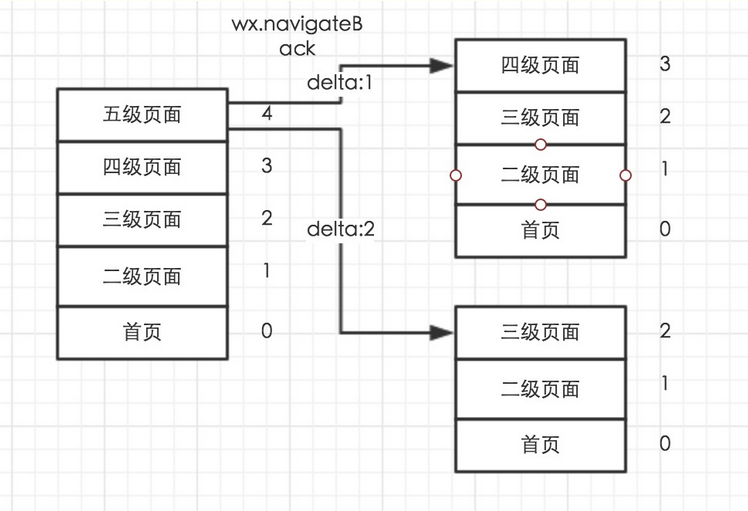 wx.navigateB
ack
delta:1
五级页面 4
四级页面 3
三级页面 2
二级页面 1
首页 0
delta:2
四级页面 3
三级页面 2
二级页面 1
首页 0
三级页面 2
二级页面 1
首页 0